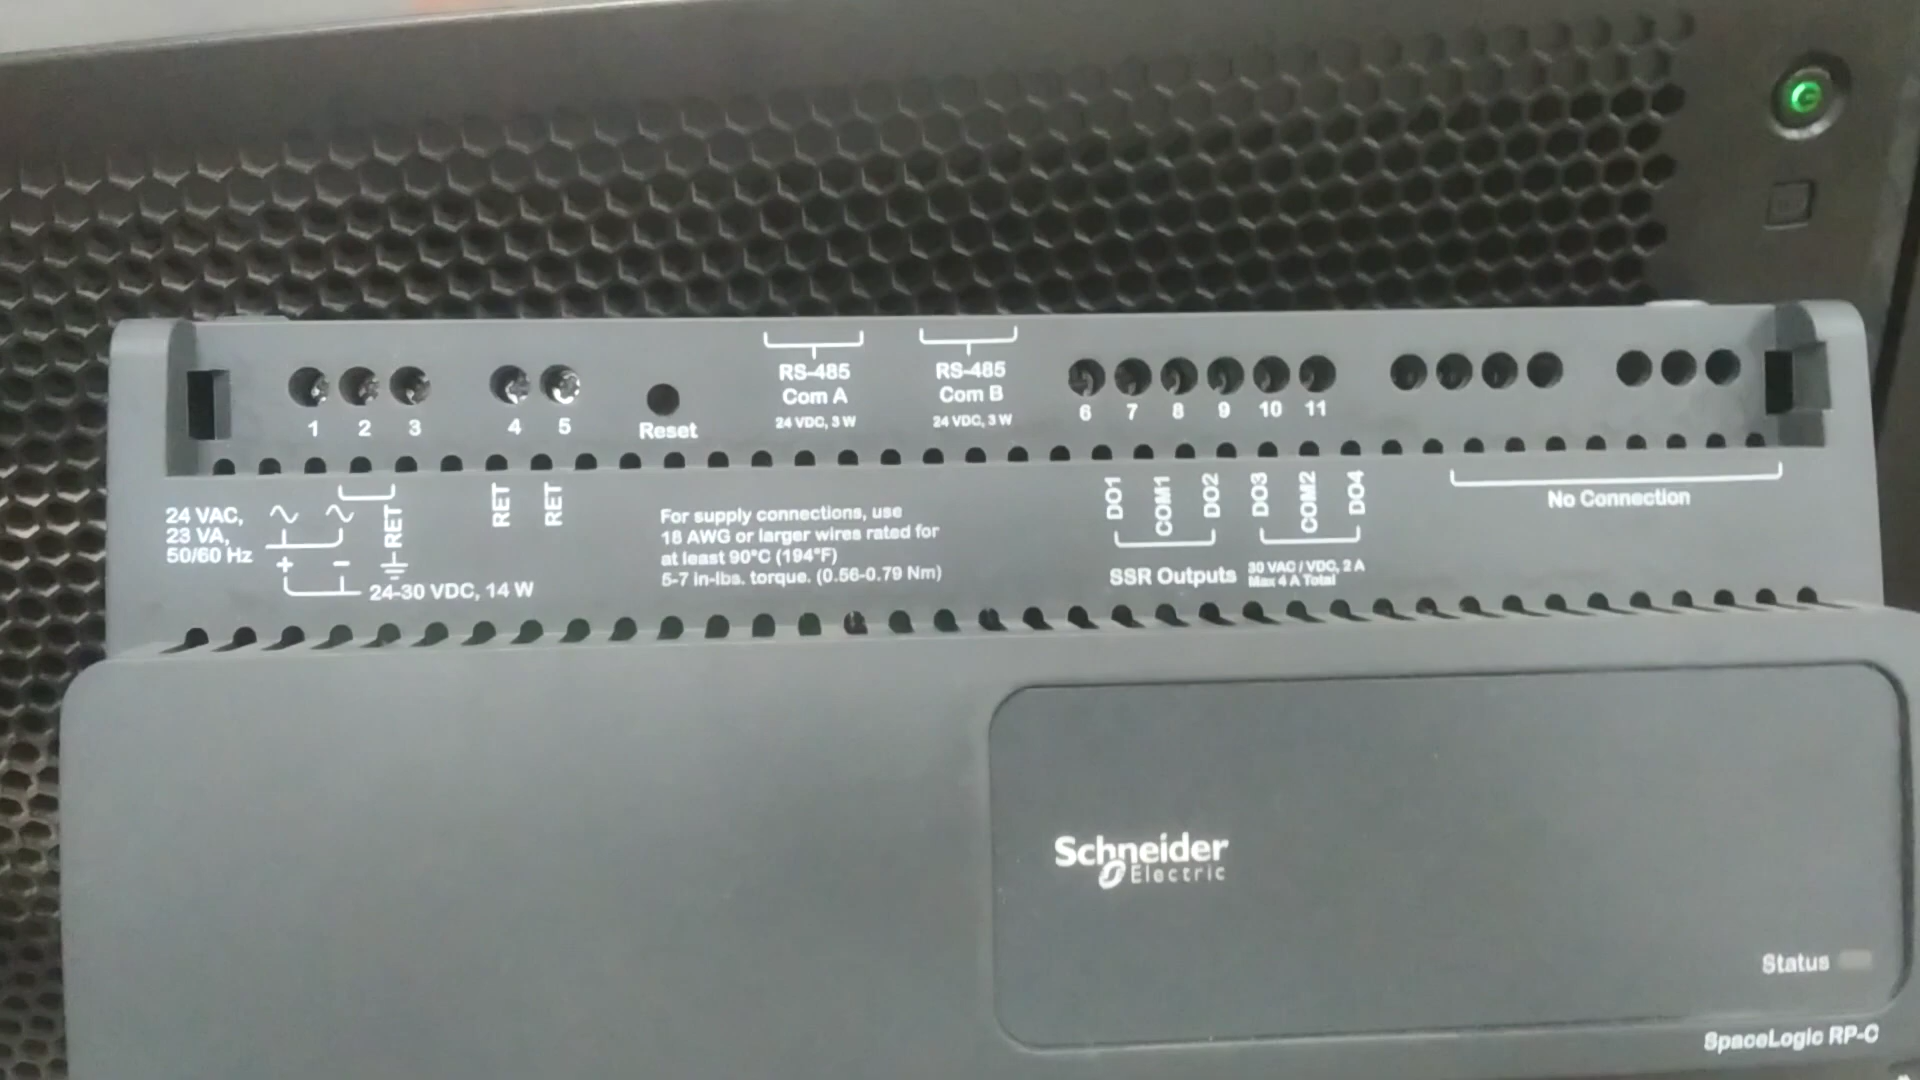 RS-485
Com A
24 VDC, 3 W
RS-485
Com B
24 VDC, 3 W
1 2 3 4 5
Reset
6 7 8 9 10 11
24 VAC,
23 VA,
50/60 Hz
+ -
RET
24-30 VDC, 14 W
RET
RET
For supply connections, use
18 AWG or larger wires rated for
at least 90°C (194°F)
5-7 in-lbs. torque. (0.56-0.79 Nm)
DO1 COM1 DO2 DO3 COM2 DO4
SSR Outputs
30 VAC / VDC, 2 A
Max 4 A Total
No Connection
Schneider
Electric
Status
SpaceLogic RP-C